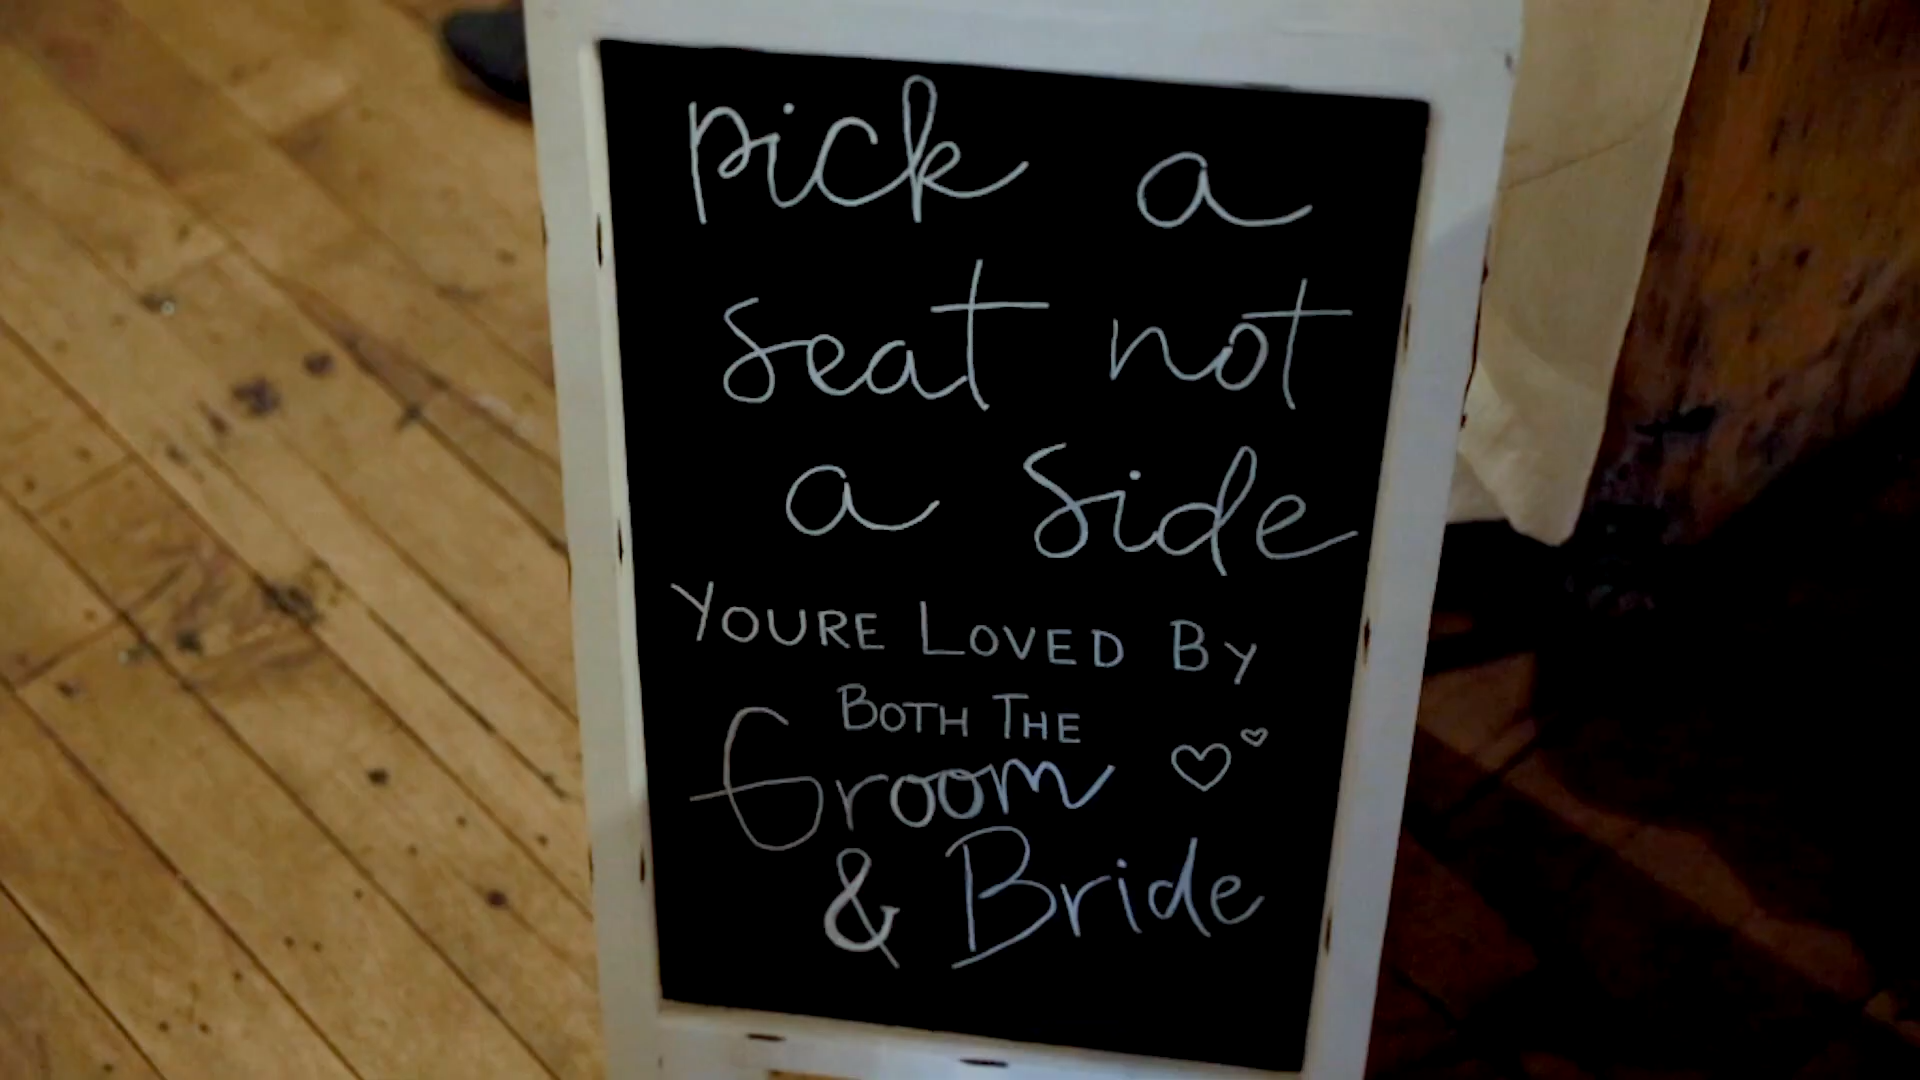 pick a
seat not
a side
YOURE LOVED BY
BOTH THE
Groom
& Bride